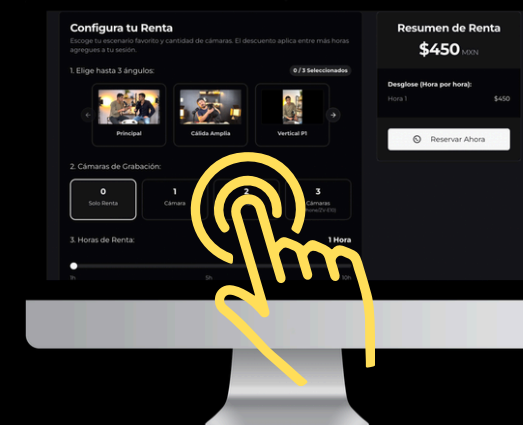 Configura tu Renta
Escoge tu escenario favorito y cantidad de cámaras. El descuento aplica entre más horas
agregues a tu sesión.
1. Elige hasta 3 ángulos:
0 / 3 Seleccionados
Principal
Cálida Amplia
Vertical P1
2. Cámaras de Grabación:
0
Solo Renta
1
Cámara
2
3
Cámaras
3. Horas de Renta:
1 Hora
1h
5h
10h
Resumen de Renta
$450 MXN
Desglose (Hora por hora):
Hora 1
$450
Reservar Ahora